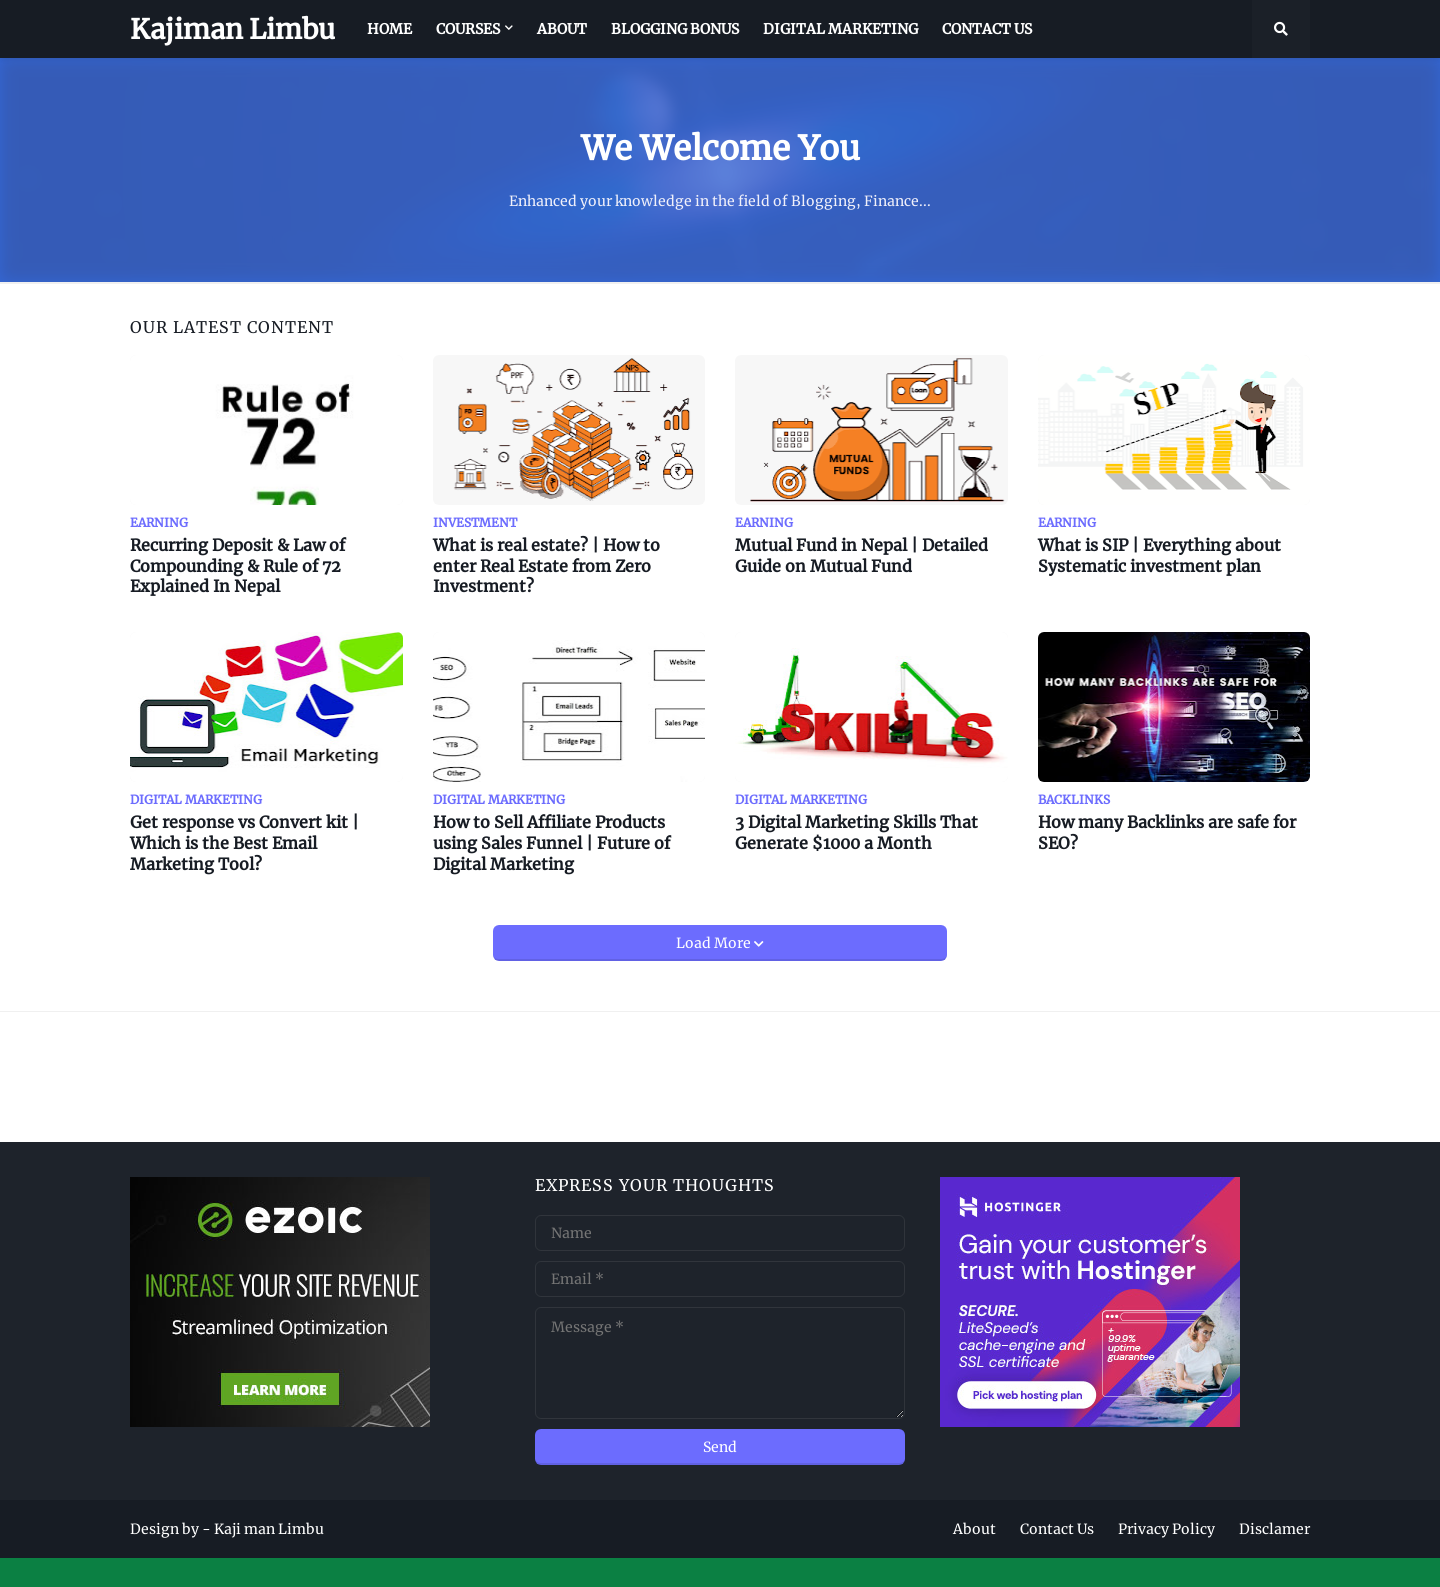 Kajiman Limbu
HOME
COURSES
ABOUT
BLOGGING BONUS
DIGITAL MARKETING
CONTACT US
We Welcome You
Enhanced your knowledge in the field of Blogging, Finance...
OUR LATEST CONTENT
Rule of
72
72
EARNING
Recurring Deposit & Law of
Compounding & Rule of 72
Explained In Nepal
PPF
NPS
FD
%
INVESTMENT
What is real estate? | How to
enter Real Estate from Zero
Investment?
Loan
MUTUAL
FUNDS
EARNING
Mutual Fund in Nepal | Detailed
Guide on Mutual Fund
SIP
EARNING
What is SIP | Everything about
Systematic investment plan
Email Marketing
DIGITAL MARKETING
Get response vs Convert kit |
Which is the Best Email
Marketing Tool?
Direct Traffic
SEO
Website
1
Email Leads
FB
2
Sales Page
Bridge Page
YTB
Other
DIGITAL MARKETING
How to Sell Affiliate Products
using Sales Funnel | Future of
Digital Marketing
SKILLS
DIGITAL MARKETING
3 Digital Marketing Skills That
Generate $1000 a Month
HOW MANY BACKLINKS ARE SAFE FOR
SEO
BACKLINKS
How many Backlinks are safe for
SEO?
Load More
ezoic
INCREASE YOUR SITE REVENUE
Streamlined Optimization
LEARN MORE
EXPRESS YOUR THOUGHTS
Name
Email *
Message *
Send
HOSTINGER
Gain your customer's
trust with Hostinger
SECURE.
LiteSpeed's
cache-engine and
SSL certificate
+
99.9%
uptime
guarantee
Pick web hosting plan
Design by - Kaji man Limbu
About
Contact Us
Privacy Policy
Disclamer